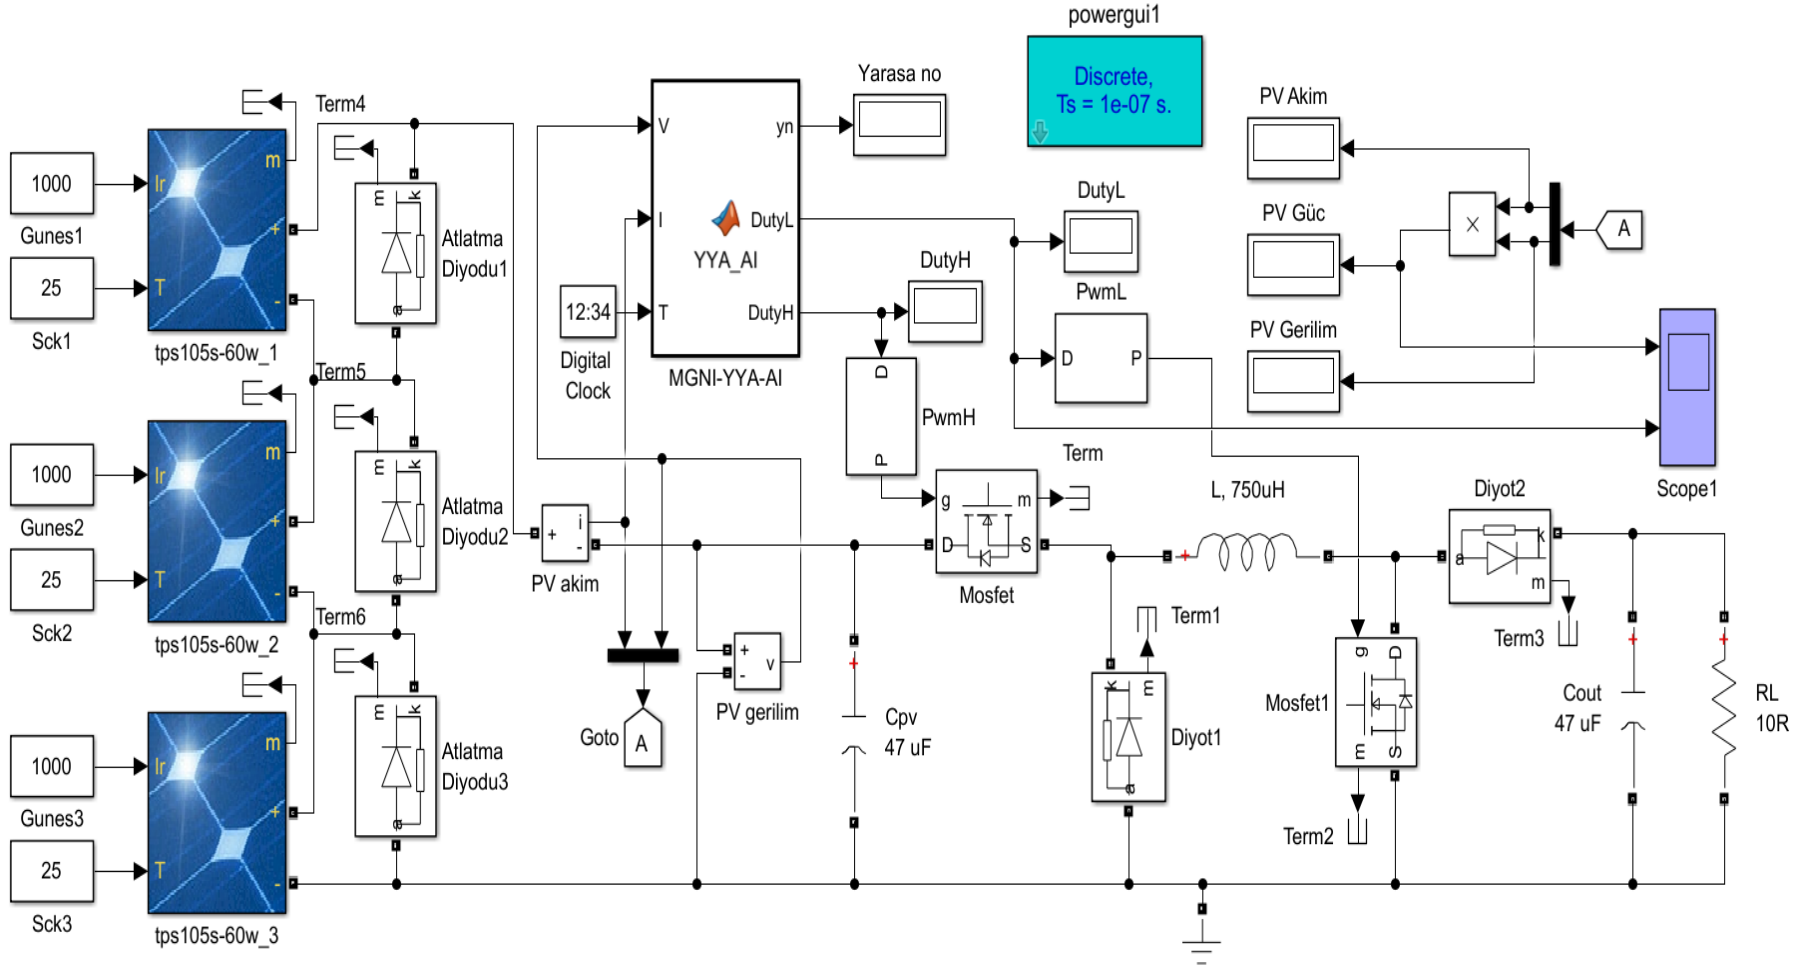 powergui1
Discrete,
Ts = 1e-07 s.
Term4
1000
Gunes1
25
Sck1
Ir
T
m
+
-
tps105s-60w_1
m
k
a
Atlatma
Diyodu1
Term5
1000
Gunes2
25
Sck2
Ir
T
m
+
-
tps105s-60w_2
m
k
a
Atlatma
Diyodu2
Term6
1000
Gunes3
25
Sck3
Ir
T
m
+
-
tps105s-60w_3
m
k
a
Atlatma
Diyodu3
V
I
T
yn
DutyL
DutyH
YYA_AI
MGNI-YYA-AI
12:34
Digital
Clock
Yarasa no
DutyL
DutyH
PwmL
D
P
D
P
PwmH
+
i
-
PV akim
+
-
v
PV gerilim
Goto
A
Cpv
47 uF
g
m
D
S
Mosfet
Term
L, 750uH
+
Term1
k
m
a
Diyot1
g
D
m
S
Mosfet1
Term2
Diyot2
a
k
m
Term3
+
Cout
47 uF
+
RL
10R
PV Akim
PV Güc
PV Gerilim
X
A
Scope1